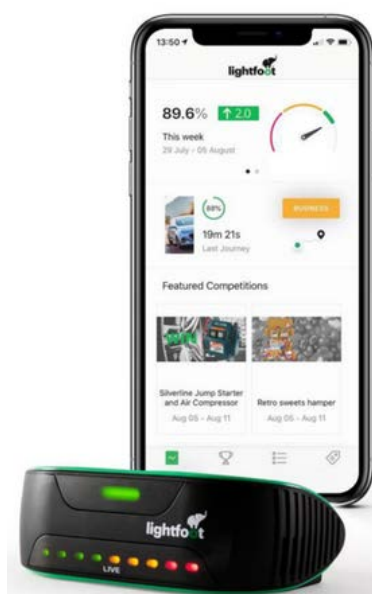 13:50
lightfoot
89.6% ↑ 2.0
This week
29 July - 05 August
88%
BUSINESS
19m 21s
Last Journey
Featured Competitions
WIN
Silverline Jump Starter
and Air Compressor
Aug 05 - Aug 11
Retro sweets hamper
Aug 05 - Aug 11
lightfoot
LIVE